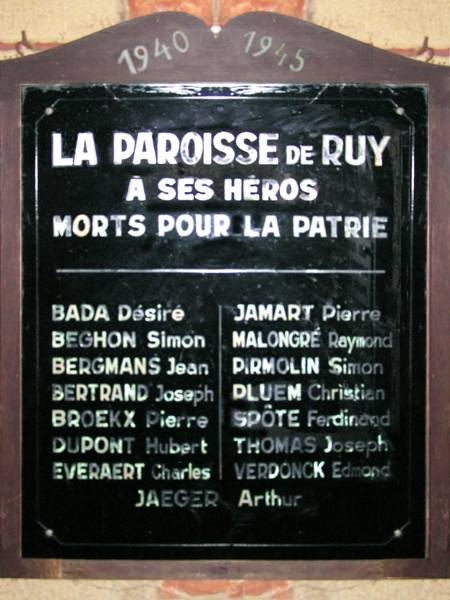 1940 1945
LA PAROISSE DE RUY
À SES HÉROS
MORTS POUR LA PATRIE
BADA Désiré
BEGHON Simon
BERGMANS Jean
BERTRAND Joseph
BROEKX Pierre
DUPONT Hubert
EVERAERT Charles
JAMART Pierre
MALONGRÉ Raymond
PIRMOLIN Simon
PLUEM Christian
SPÔTE Ferdinand
THOMAS Joseph
VERDONCK Edmond
JAEGER Arthur